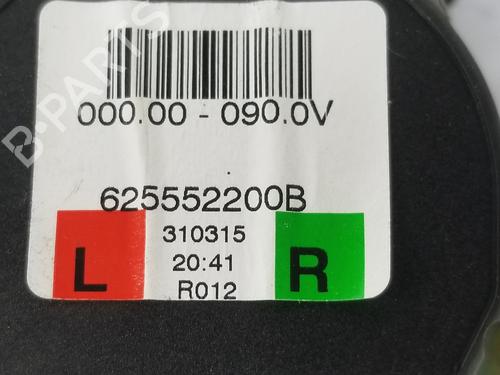 000.00 - 090.0V
625552200B
L
310315
20:41
R012
R
B-PARTS